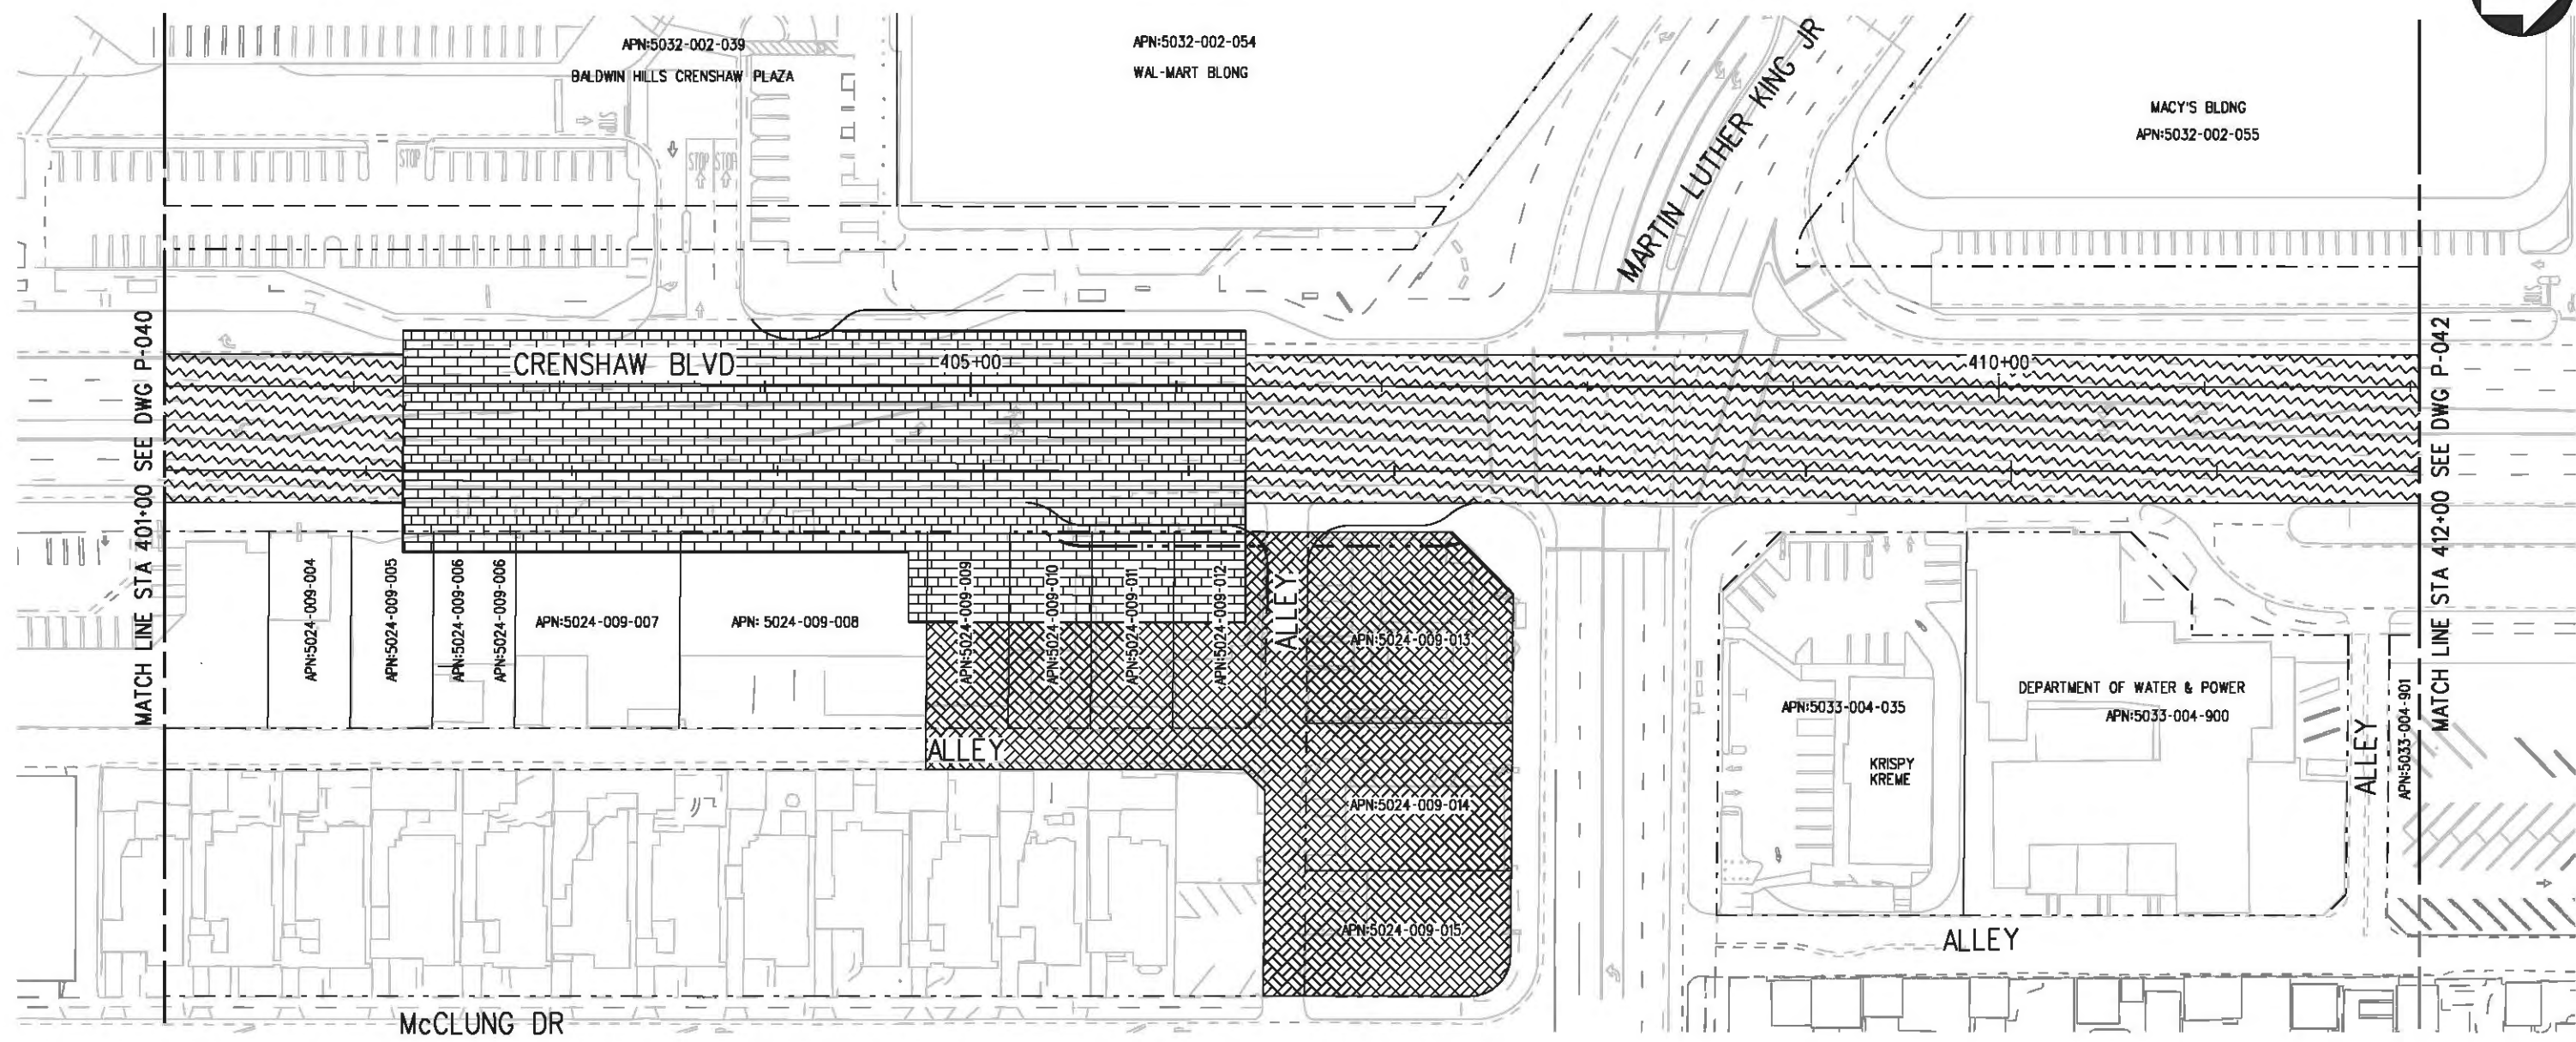 APN:5032-002-039
BALDWIN HILLS CRENSHAW PLAZA
APN:5032-002-054
WAL-MART BLONG
MARTIN LUTHER KING JR
MACY'S BLDNG
APN:5032-002-055
STOP
STOP
STOP
MATCH LINE STA 401+00 SEE DWG P-040
CRENSHAW BLVD
405+00
410+00
MATCH LINE STA 412+00 SEE DWG P-042
APN:5024-009-004
APN:5024-009-005
APN:5024-009-006
APN:5024-009-006
APN:5024-009-007
APN: 5024-009-008
APN:5024-009-009
APN:5024-009-010
APN:5024-009-011
APN:5024-009-012
ALLEY
APN:5024-009-013
ALLEY
APN:5024-009-014
APN:5024-009-015
APN:5033-004-035
KRISPY
KREME
DEPARTMENT OF WATER & POWER
APN:5033-004-900
ALLEY
APN:5033-004-901
ALLEY
McCLUNG DR